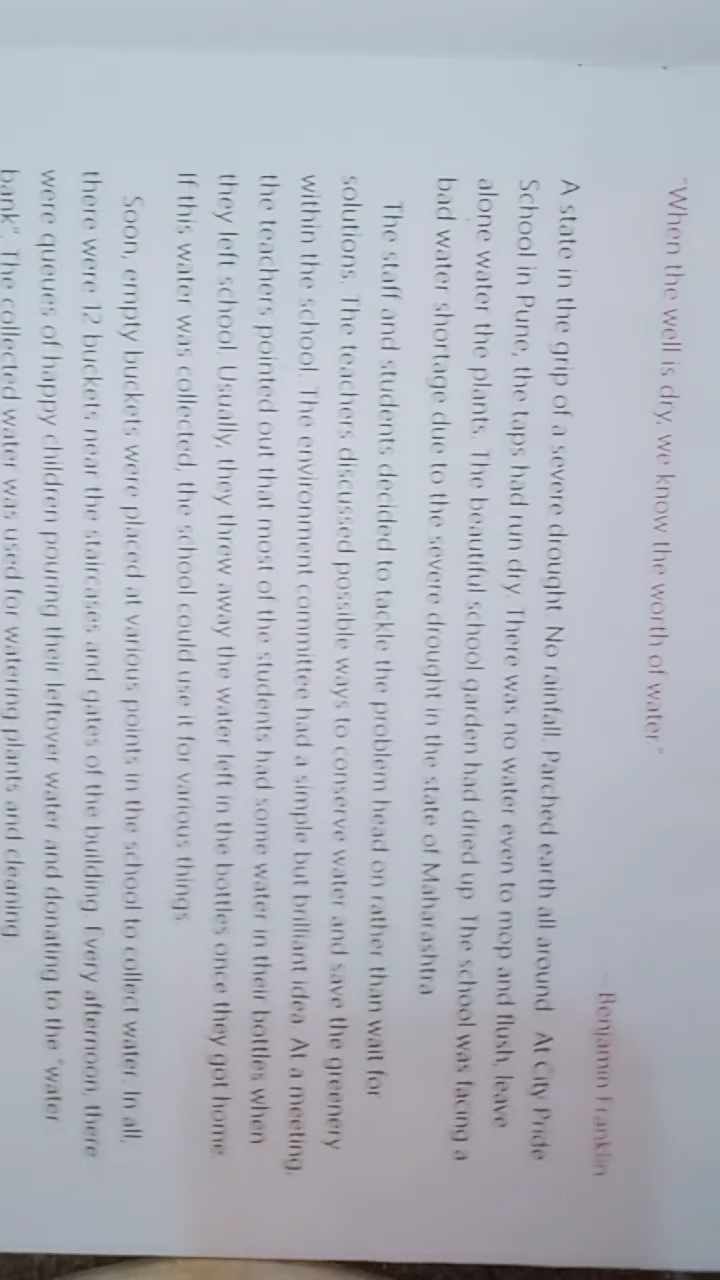 "When the well is dry, we know the worth of water."
–Benjamin Franklin
A state in the grip of a severe drought. No rainfall. Parched earth all around. At City Pride
School in Pune, the taps had run dry. There was no water even to mop and flush, leave
alone water the plants. The beautiful school garden had dried up. The school was facing a
bad water shortage due to the severe drought in the state of Maharashtra.
The staff and students decided to tackle the problem head on rather than wait for
solutions. The teachers discussed possible ways to conserve water and save the greenery
within the school. The environment committee had a simple but brilliant idea. At a meeting,
the teachers pointed out that most of the students had some water in their bottles when
they left school. Usually, they threw away the water left in the bottles once they got home.
If this water was collected, the school could use it for various things.
Soon, empty buckets were placed at various points in the school to collect water. In all,
there were 12 buckets near the staircases and gates of the building. Every afternoon, there
were queues of happy children pouring their leftover water and donating to the "water
bank". The collected water was used for watering plants and cleaning.